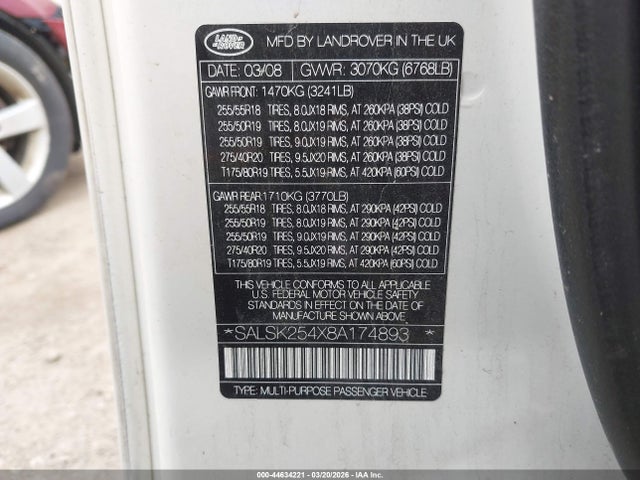 LAND ROVER
MFD BY LANDROVER IN THE UK
DATE: 03/08 GVWR: 3070KG (6768LB)
GAWR FRONT: 1470KG (3241LB)
255/55R18 TIRES, 8.0JX18 RIMS, AT 260KPA (38PSI) COLD
255/50R19 TIRES, 8.0JX19 RIMS, AT 260KPA (38PSI) COLD
255/50R19 TIRES, 9.0JX19 RIMS, AT 260KPA (38PSI) COLD
275/40R20 TIRES, 9.5JX20 RIMS, AT 260KPA (38PSI) COLD
T175/80R19 TIRES, 5.5JX19 RIMS, AT 420KPA (60PSI) COLD
GAWR REAR: 1710KG (3770LB)
255/55R18 TIRES, 8.0JX18 RIMS, AT 290KPA (42PSI) COLD
255/50R19 TIRES, 8.0JX19 RIMS, AT 290KPA (42PSI) COLD
255/50R19 TIRES, 9.0JX19 RIMS, AT 290KPA (42PSI) COLD
275/40R20 TIRES, 9.5JX20 RIMS, AT 290KPA (42PSI) COLD
T175/80R19 TIRES, 5.5JX19 RIMS, AT 420KPA (60PSI) COLD
THIS VEHICLE CONFORMS TO ALL APPLICABLE
U.S. FEDERAL MOTOR VEHICLE SAFETY
STANDARDS IN EFFECT ON THE DATE OF
MANUFACTURE SHOWN ABOVE.
*SALSK254X8A174893*
TYPE: MULTI-PURPOSE PASSENGER VEHICLE
000-44634221 | 03/20/2026 | IAA Inc.